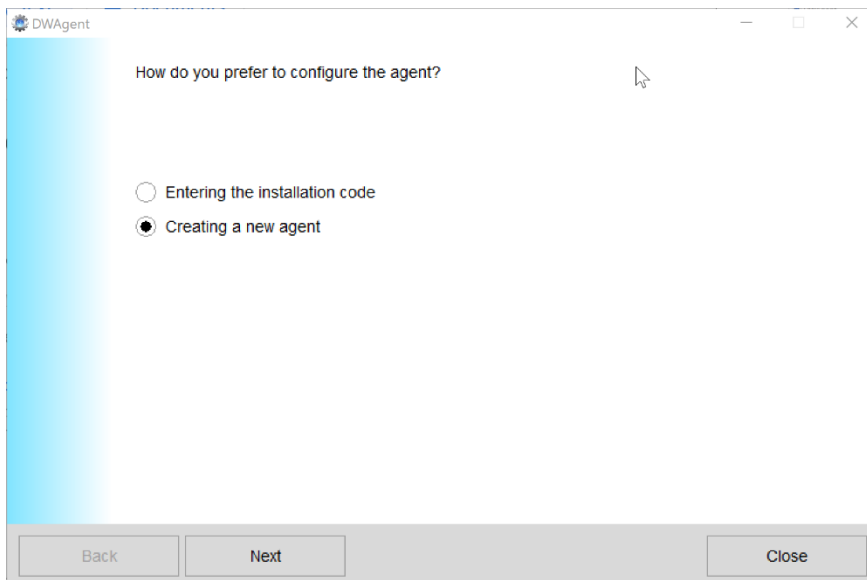 DWAgent
How do you prefer to configure the agent?
Entering the installation code
Creating a new agent
Back
Next
Close